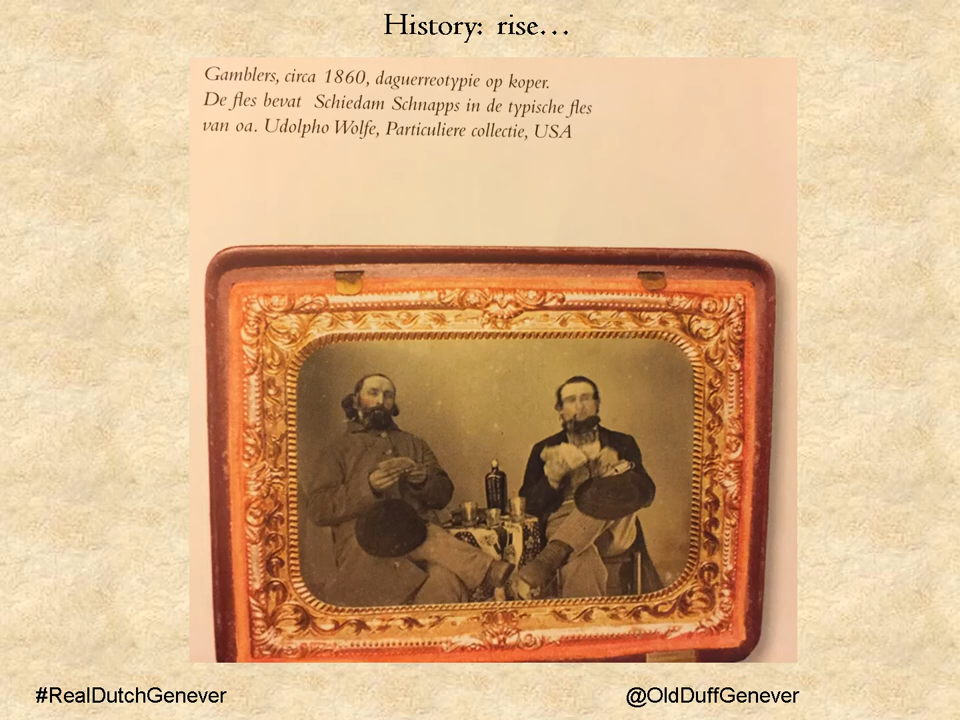 History: rise...
Gamblers, circa 1860, daguerreotypie op koper.
De fles bevat Schiedam Schnapps in de typische fles
van oa. Udolpho Wolfe, Particuliere collectie, USA
#RealDutchGenever
@OldDuffGenever